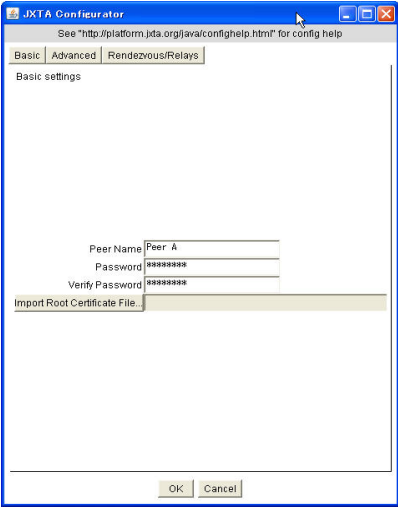 JXTA Configurator
See "http://platform.jxta.org/java/confighelp.html" for config help
Basic Advanced Rendezvous/Relays
Basic settings
Peer Name Peer A
Password ********
Verify Password ********
Import Root Certificate File...
OK Cancel